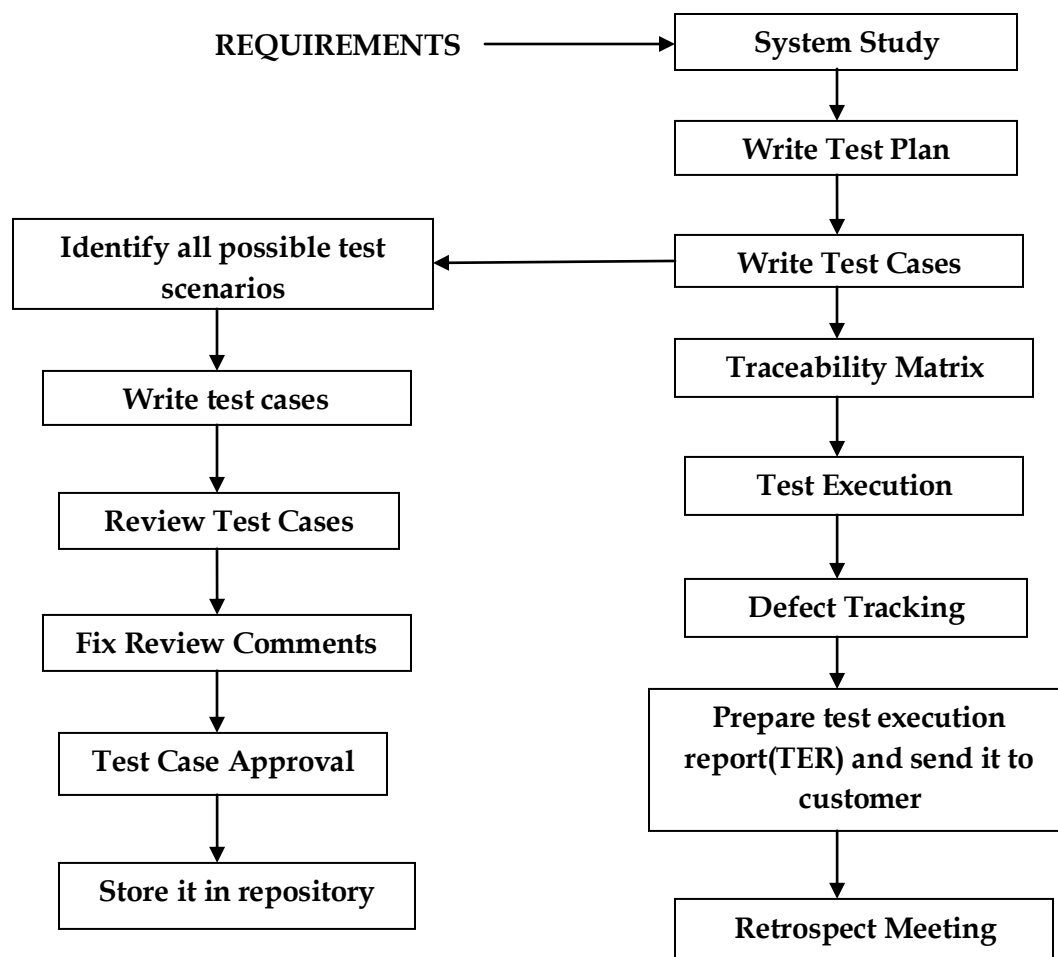 REQUIREMENTS
System Study
Write Test Plan
Write Test Cases
Traceability Matrix
Test Execution
Defect Tracking
Prepare test execution
report(TER) and send it to
customer
Retrospect Meeting
Identify all possible test
scenarios
Write test cases
Review Test Cases
Fix Review Comments
Test Case Approval
Store it in repository